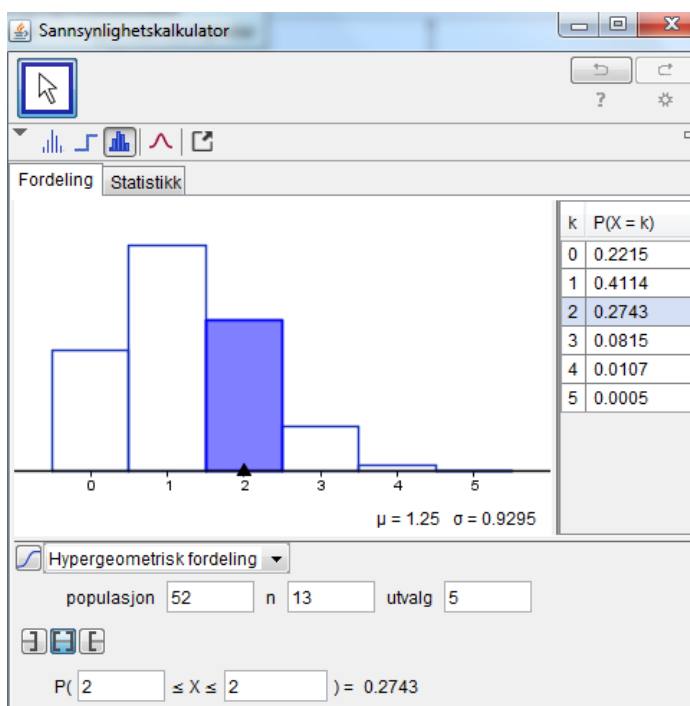 Sannsynlighetskalkulator
?
Fordeling Statistikk
k P(X = k)
0 0.2215
1 0.4114
2 0.2743
3 0.0815
4 0.0107
5 0.0005
0 1 2 3 4 5
μ = 1.25 σ = 0.9295
Hypergeometrisk fordeling
populasjon 52 n 13 utvalg 5
P( 2 ≤ X ≤ 2 ) = 0.2743